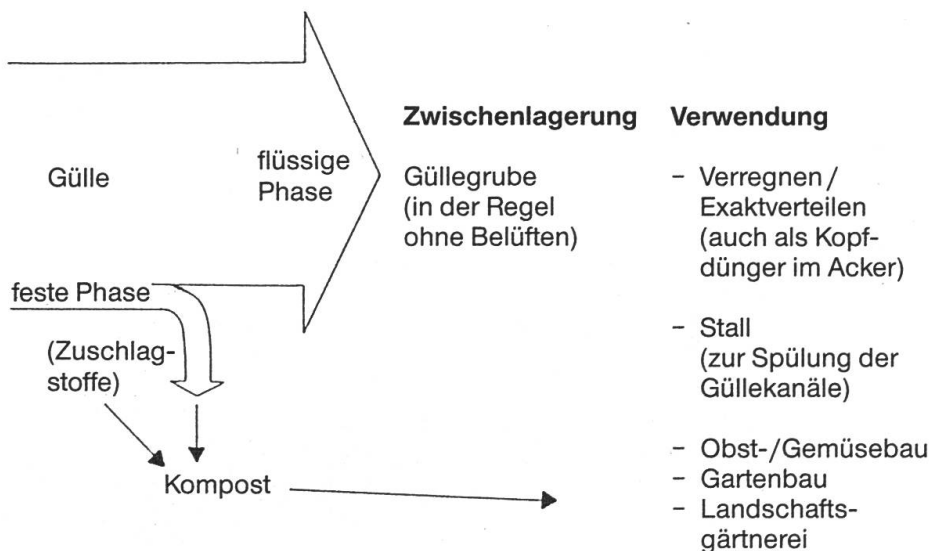 Gülle
flüssige
Phase
feste Phase
(Zuschlag-
stoffe)
Kompost
Zwischenlagerung
Güllegrube
(in der Regel
ohne Belüften)
Verwendung
- Verregnen /
Exaktverteilen
(auch als Kopf-
dünger im Acker)
- Stall
(zur Spülung der
Güllekanäle)
- Obst-/Gemüsebau
- Gartenbau
- Landschafts-
gärtnerei